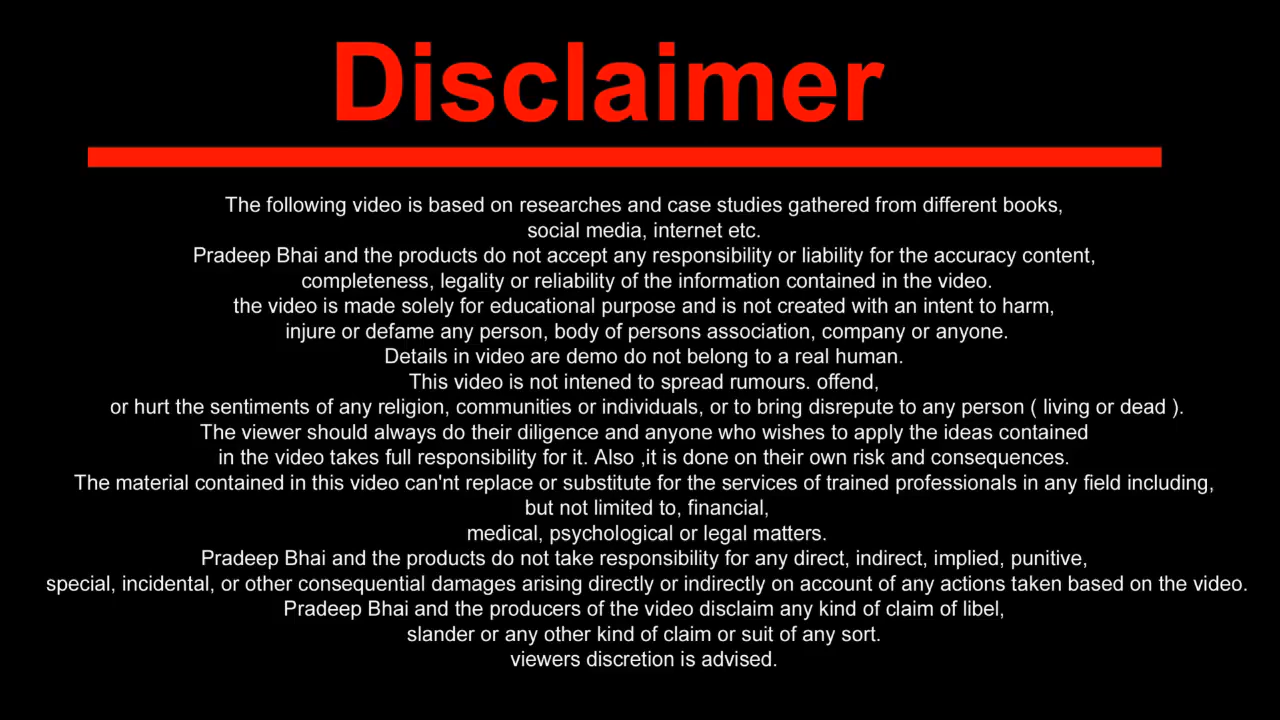 Disclaimer
The following video is based on researches and case studies gathered from different books,
social media, internet etc.
Pradeep Bhai and the products do not accept any responsibility or liability for the accuracy content,
completeness, legality or reliability of the information contained in the video.
the video is made solely for educational purpose and is not created with an intent to harm,
injure or defame any person, body of persons association, company or anyone.
Details in video are demo do not belong to a real human.
This video is not intened to spread rumours. offend,
or hurt the sentiments of any religion, communities or individuals, or to bring disrepute to any person ( living or dead ).
The viewer should always do their diligence and anyone who wishes to apply the ideas contained
in the video takes full responsibility for it. Also ,it is done on their own risk and consequences.
The material contained in this video can'nt replace or substitute for the services of trained professionals in any field including,
but not limited to, financial,
medical, psychological or legal matters.
Pradeep Bhai and the products do not take responsibility for any direct, indirect, implied, punitive,
special, incidental, or other consequential damages arising directly or indirectly on account of any actions taken based on the video.
Pradeep Bhai and the producers of the video disclaim any kind of claim of libel,
slander or any other kind of claim or suit of any sort.
viewers discretion is advised.